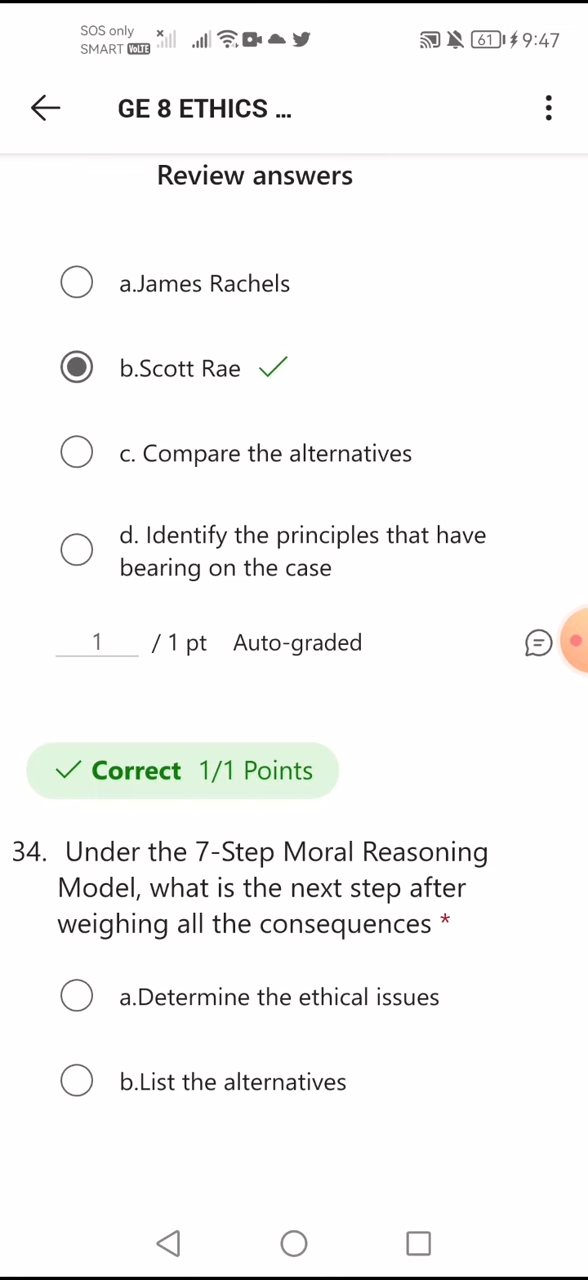 SOS only
SMART VoLTE
61 9:47
GE 8 ETHICS ...
Review answers
a.James Rachels
b.Scott Rae
c. Compare the alternatives
d. Identify the principles that have
bearing on the case
1 / 1 pt Auto-graded
Correct 1/1 Points
34. Under the 7-Step Moral Reasoning
Model, what is the next step after
weighing all the consequences *
a.Determine the ethical issues
b.List the alternatives